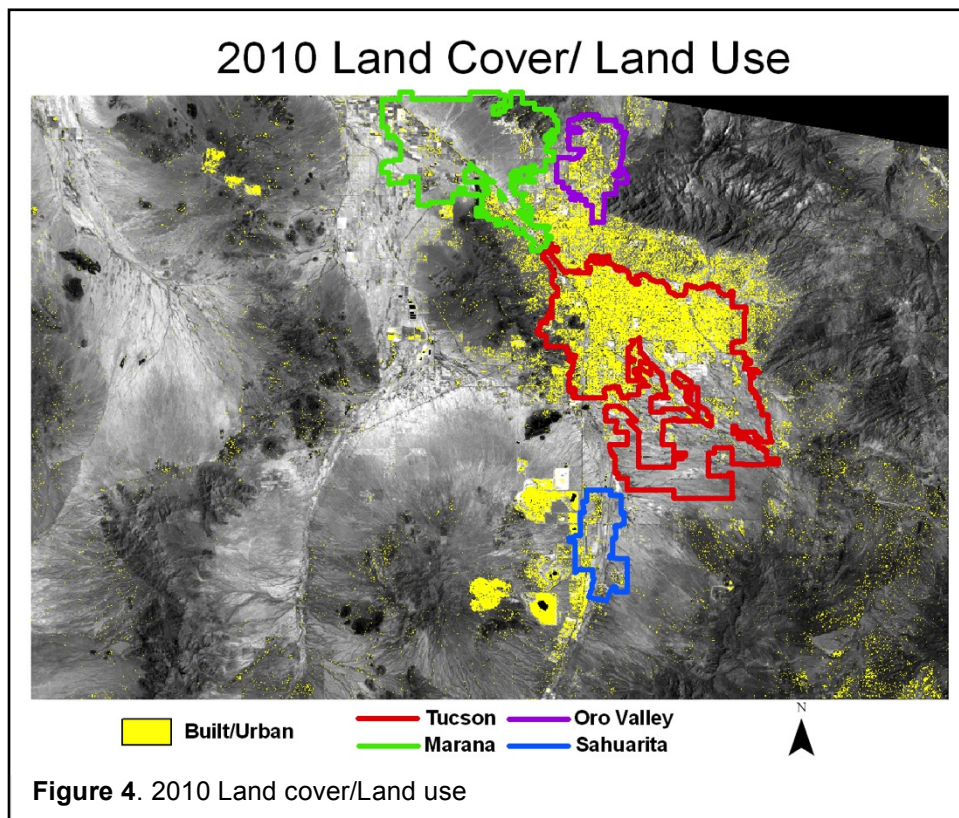 2010 Land Cover/ Land Use
Built/Urban
Tucson
Oro Valley
Marana
Sahuarita
N
Figure 4. 2010 Land cover/Land use